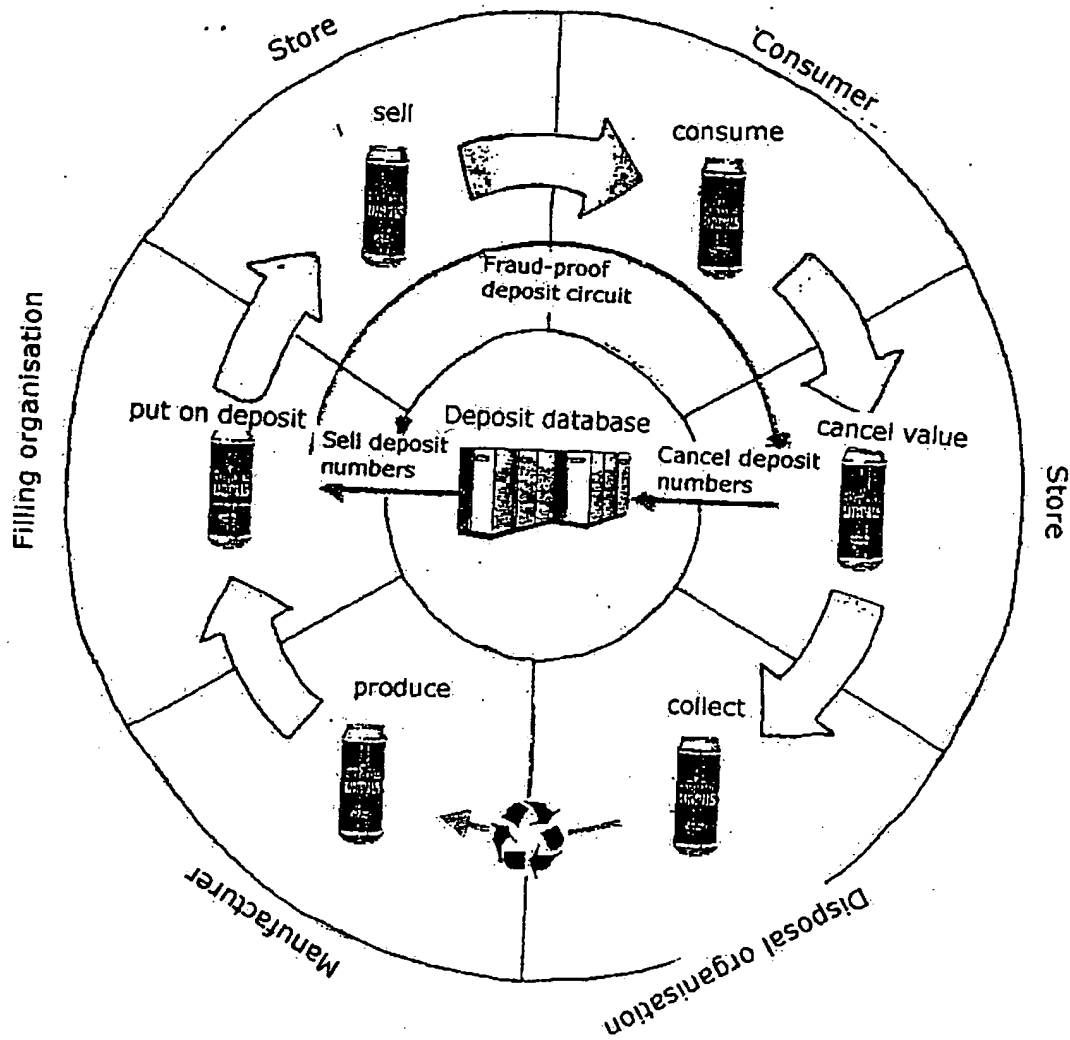 Store
Consumer
sell
consume
Fraud-proof
deposit circuit
Filling organisation
put on deposit
Sell deposit
numbers
Deposit database
Cancel deposit
numbers
cancel value
Store
produce
collect
Manufacturer
Disposal organisation